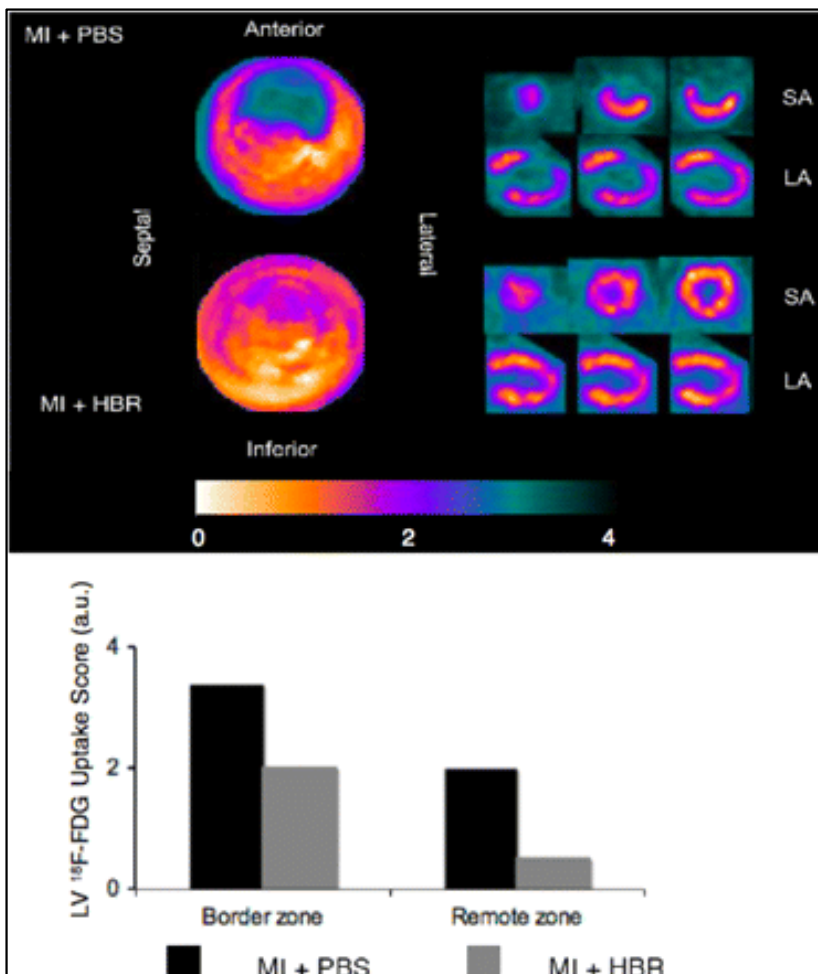 MI + PBS
Anterior
SA
LA
Septal
Lateral
SA
LA
MI + HBR
Inferior
0 2 4
LV ¹⁸F-FDG Uptake Score (a.u.)
4
2
0
Border zone Remote zone
MI + PBS MI + HBR